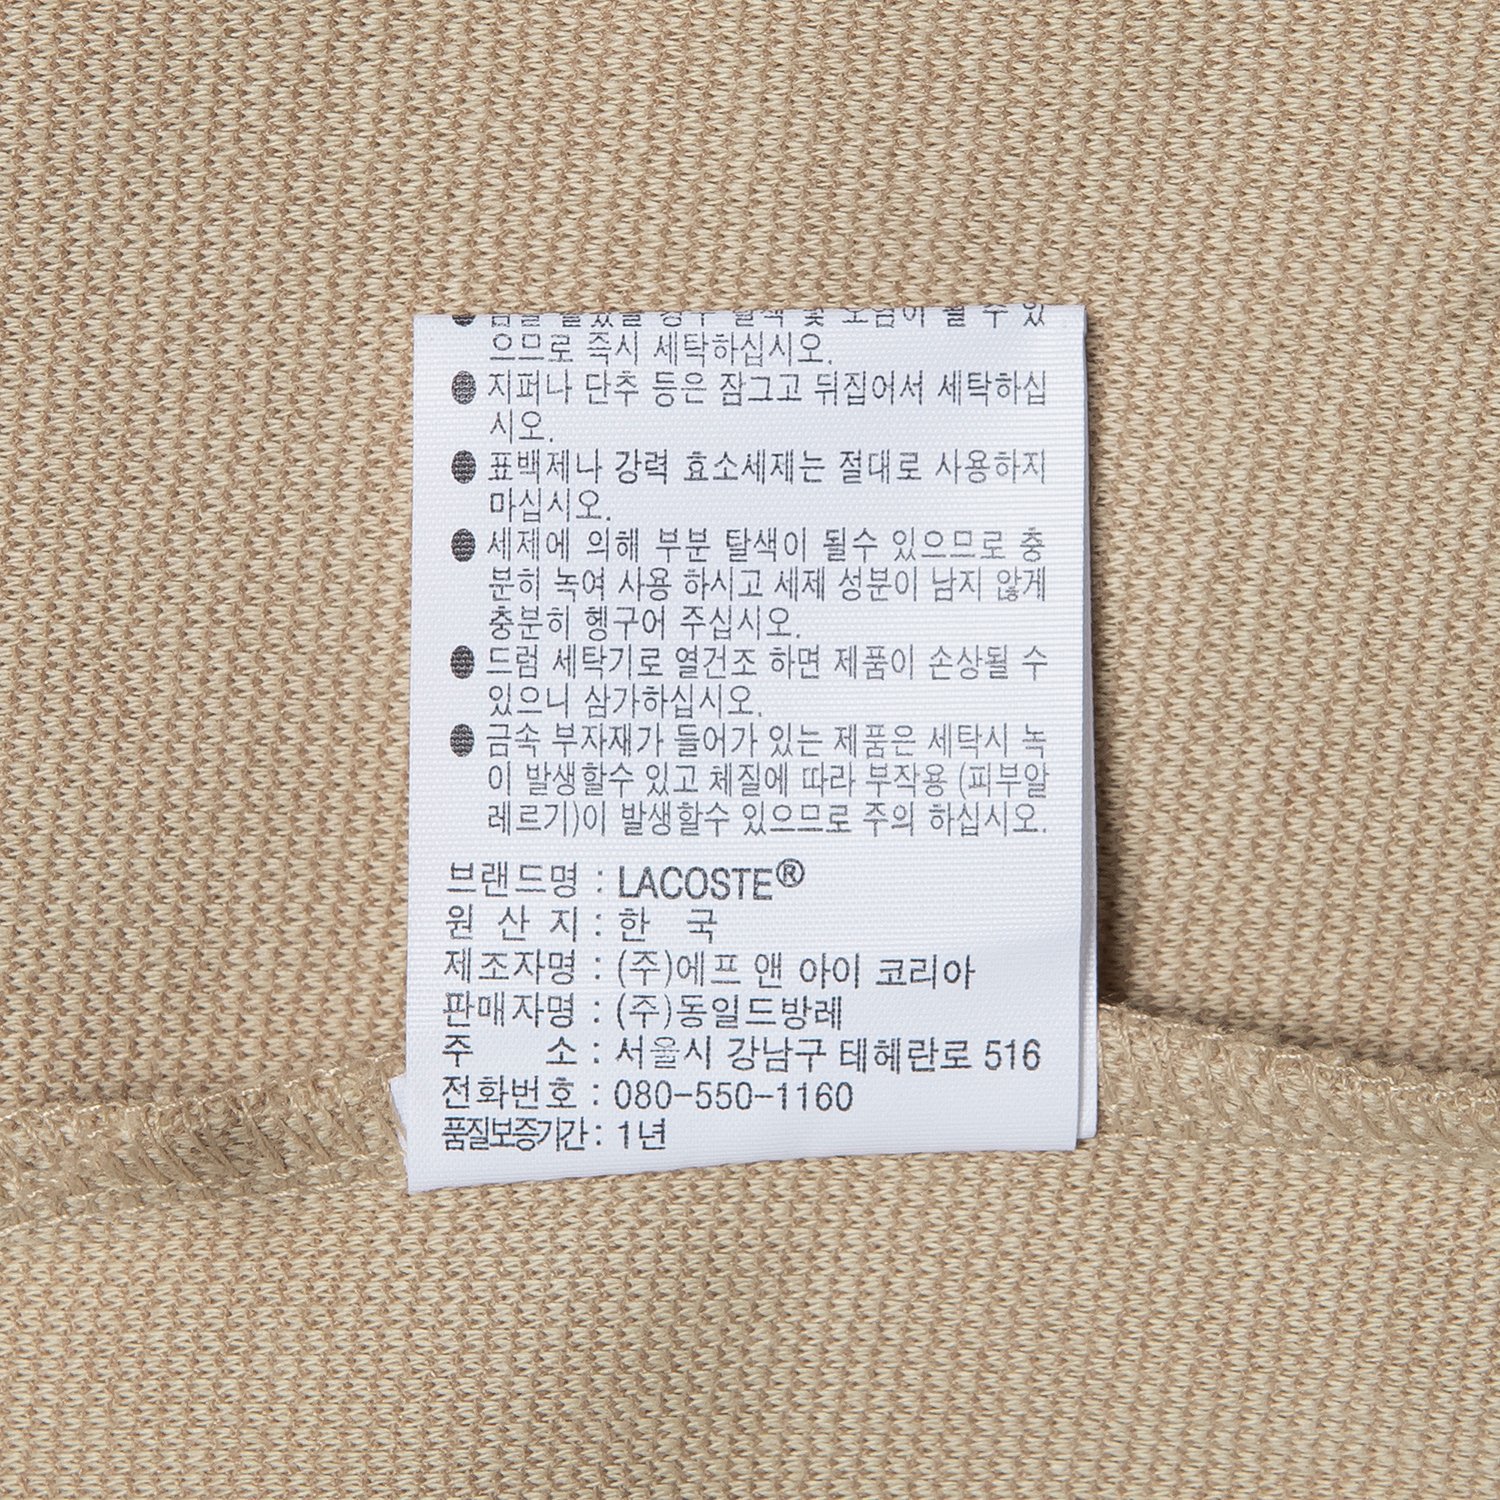 경우 탈색 및 오염이 될 수 있
으므로 즉시 세탁하십시오.
● 지퍼나 단추 등은 잠그고 뒤집어서 세탁하십
시오.
● 표백제나 강력 효소세제는 절대로 사용하지
마십시오.
● 세제에 의해 부분 탈색이 될수 있으므로 충
분히 녹여 사용 하시고 세제 성분이 남지 않게
충분히 헹구어 주십시오.
● 드럼 세탁기로 열건조 하면 제품이 손상될 수
있으니 삼가하십시오.
● 금속 부자재가 들어가 있는 제품은 세탁시 녹
이 발생할수 있고 체질에 따라 부작용 (피부알
레르기)이 발생할수 있으므로 주의 하십시오.
브랜드명 : LACOSTE®
원 산 지 : 한 국
제조자명 : (주)에프 앤 아이 코리아
판매자명 : (주)동일드방레
주 소 : 서울시 강남구 테헤란로 516
전화번호 : 080-550-1160
품질보증기간 : 1년